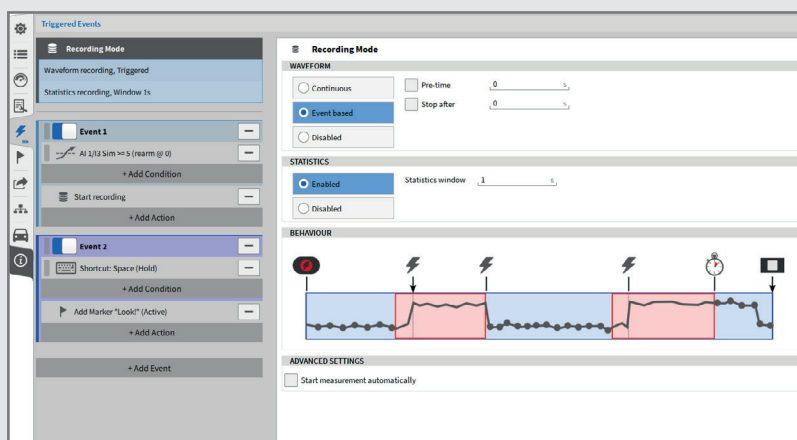 Triggered Events
Recording Mode
Waveform recording, Triggered
Statistics recording, Window 1s
Event 1
AI 1/I3 Sim >= 5 (rearm @ 0)
+ Add Condition
Start recording
+ Add Action
Event 2
Shortcut: Space (Hold)
+ Add Condition
Add Marker "Look!" (Active)
+ Add Action
+ Add Event
Recording Mode
WAVEFORM
Continuous
Event based
Disabled
Pre-time 0 s
Stop after 0 s
STATISTICS
Enabled
Disabled
Statistics window 1 s
BEHAVIOUR
ADVANCED SETTINGS
Start measurement automatically